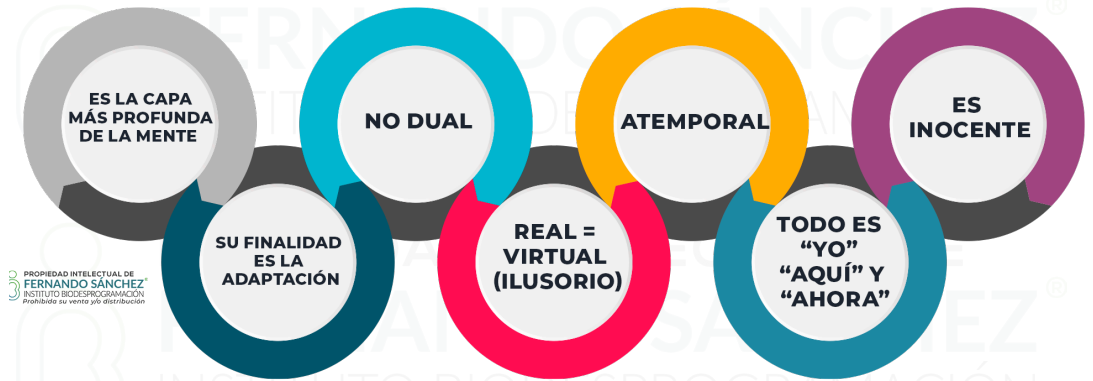 ES LA CAPA
MÁS PROFUNDA
DE LA MENTE
SU FINALIDAD
ES LA
ADAPTACIÓN
NO DUAL
REAL =
VIRTUAL
(ILUSORIO)
ATEMPORAL
TODO ES
“YO”
“AQUÍ” Y
“AHORA”
ES
INOCENTE
PROPIEDAD INTELECTUAL DE
FERNANDO SÁNCHEZ®
INSTITUTO BIODESPROGRAMACIÓN
Prohibida su venta y/o distribución